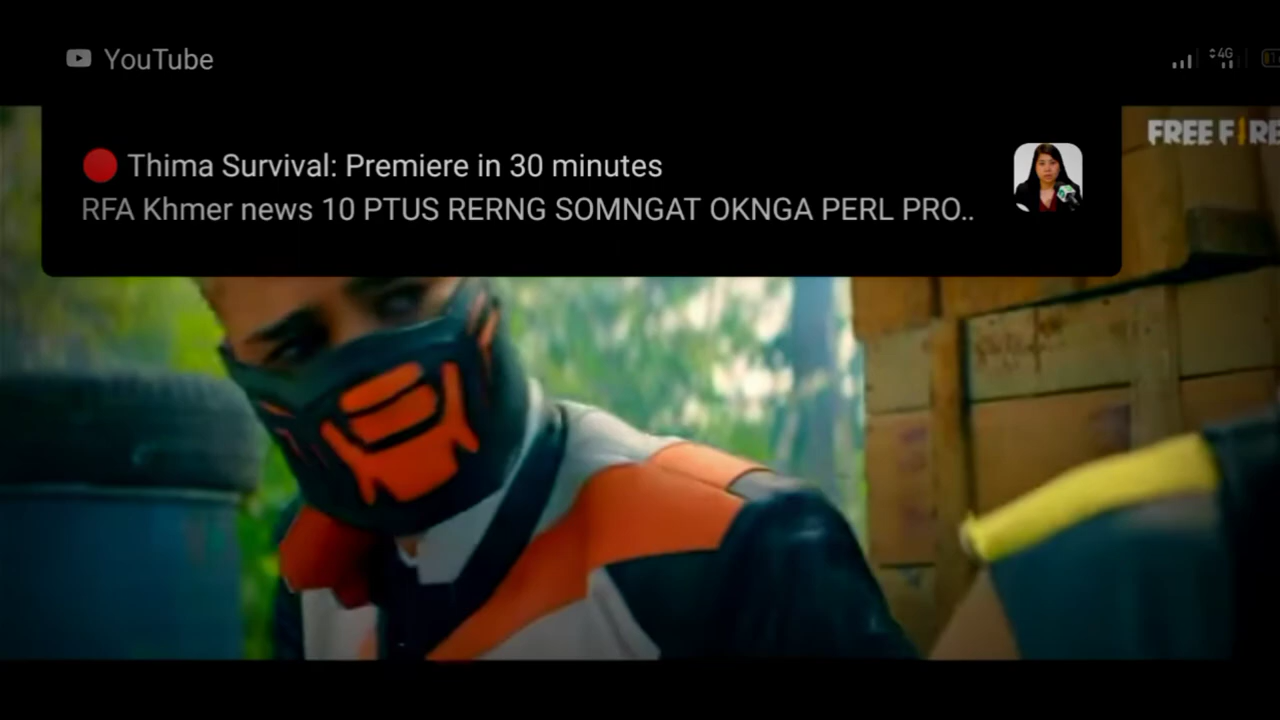 YouTube
4G
Thima Survival: Premiere in 30 minutes
RFA Khmer news 10 PTUS RERNG SOMNGAT OKNGA PERL PRO..
FREE FIRE